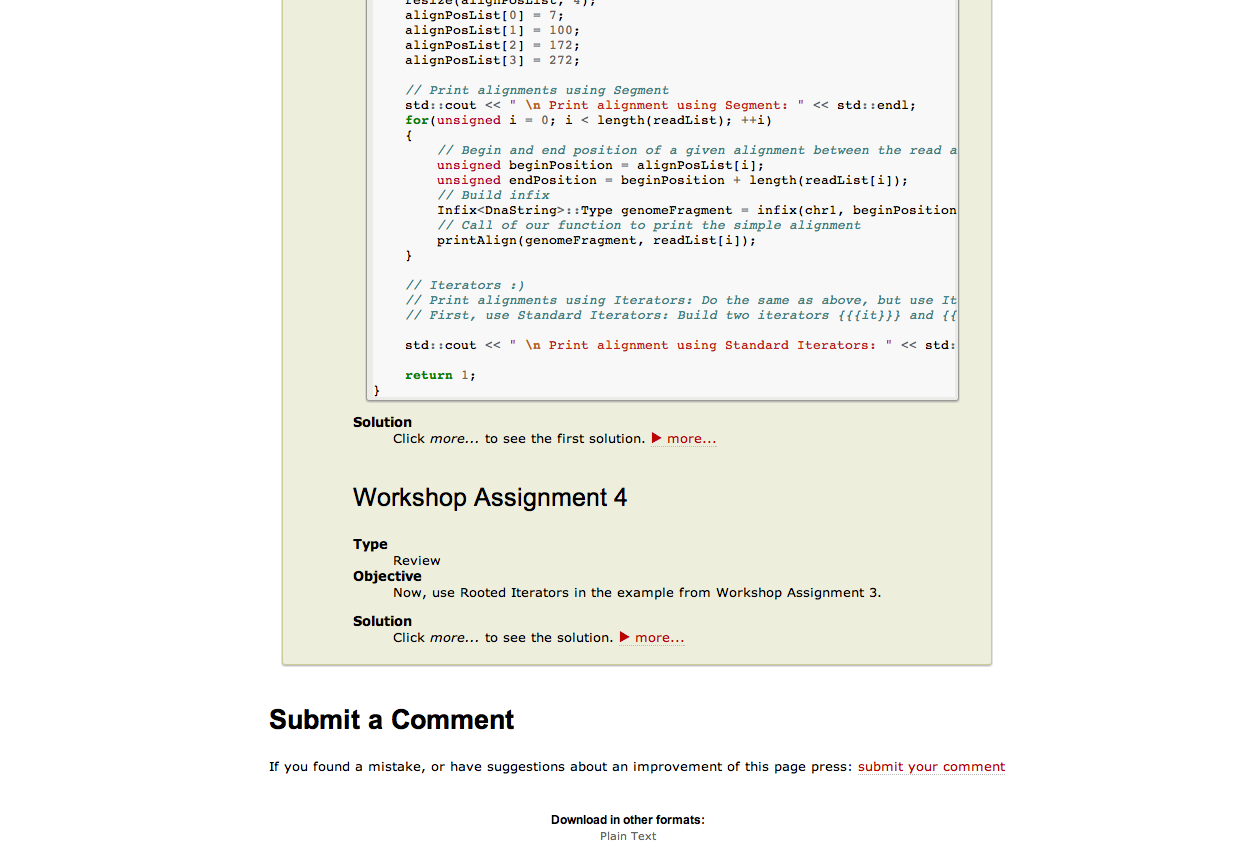 resize(alignPosList, 4);
alignPosList[0] = 7;
alignPosList[1] = 100;
alignPosList[2] = 172;
alignPosList[3] = 272;
// Print alignments using Segment
std::cout << " \n Print alignment using Segment: " << std::endl;
for(unsigned i = 0; i < length(readList); ++i)
{
// Begin and end position of a given alignment between the read a
unsigned beginPosition = alignPosList[i];
unsigned endPosition = beginPosition + length(readList[i]);
// Build infix
Infix<DnaString>::Type genomeFragment = infix(chr1, beginPosition
// Call of our function to print the simple alignment
printAlign(genomeFragment, readList[i]);
}
// Iterators :)
// Print alignments using Iterators: Do the same as above, but use It
// First, use Standard Iterators: Build two iterators {{{it}}} and {{
std::cout << " \n Print alignment using Standard Iterators: " << std:
return 1;
}
Solution
Click more... to see the first solution. ▶ more...
Workshop Assignment 4
Type
Review
Objective
Now, use Rooted Iterators in the example from Workshop Assignment 3.
Solution
Click more... to see the solution. ▶ more...
Submit a Comment
If you found a mistake, or have suggestions about an improvement of this page press: submit your comment
Download in other formats:
Plain Text